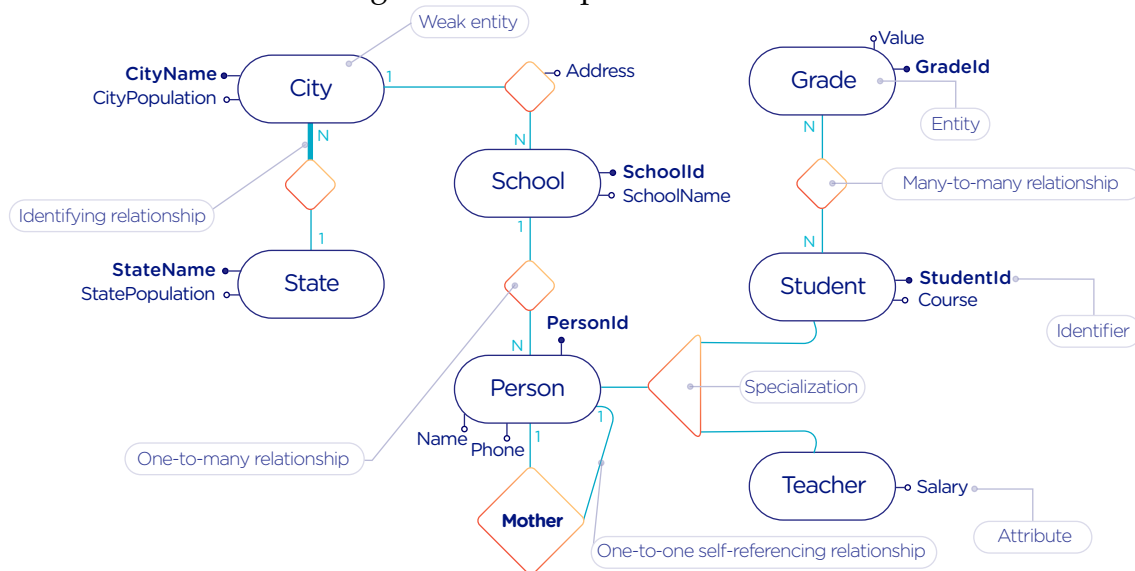 Weak entity
Value
CityName
CityPopulation
City
1
Address
Grade
GradeId
Entity
N
N
N
School
SchoolId
SchoolName
Many-to-many relationship
Identifying relationship
1
1
N
StateName
StatePopulation
State
Student
StudentId
Course
PersonId
Identifier
N
Person
Specialization
1
Name
Phone
1
One-to-many relationship
Teacher
Salary
Mother
Attribute
One-to-one self-referencing relationship